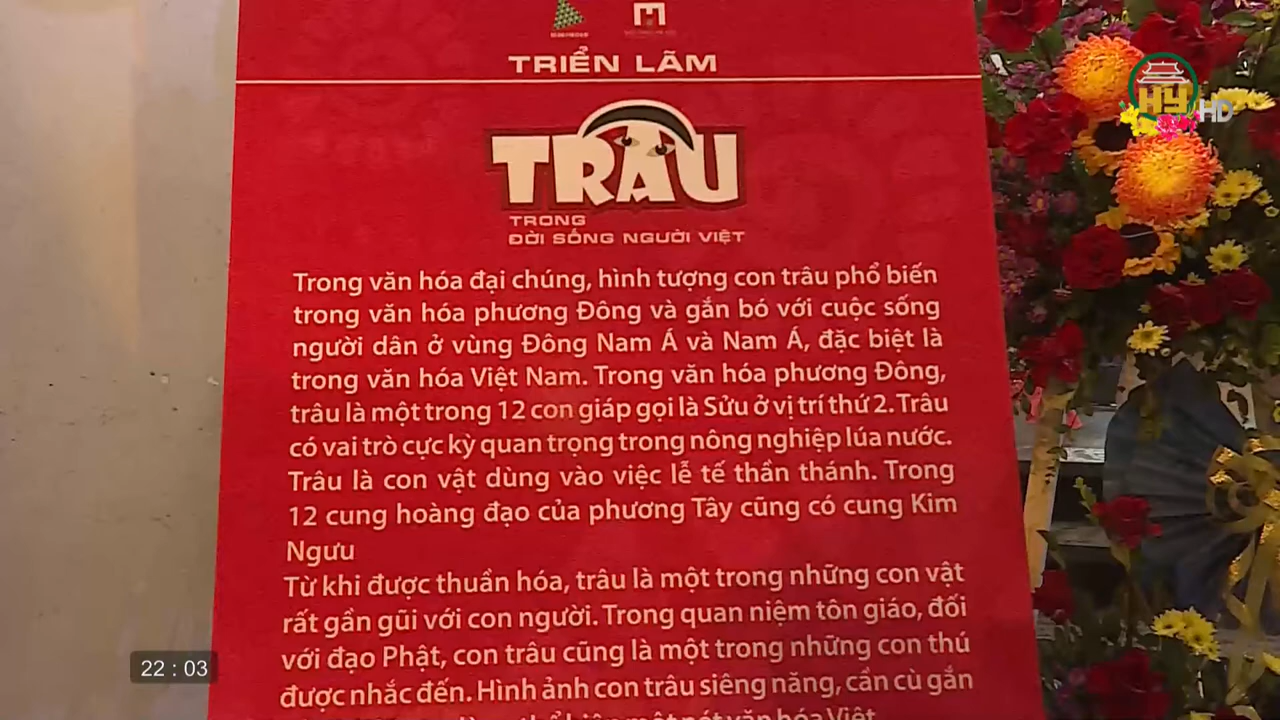 TRIỂN LÃM
HY HD
TRÂU
TRONG
ĐỜI SỐNG NGƯỜI VIỆT
Trong văn hóa đại chúng, hình tượng con trâu phổ biến
trong văn hóa phương Đông và gắn bó với cuộc sống
người dân ở vùng Đông Nam Á và Nam Á, đặc biệt là
trong văn hóa Việt Nam. Trong văn hóa phương Đông,
trâu là một trong 12 con giáp gọi là Sửu ở vị trí thứ 2. Trâu
có vai trò cực kỳ quan trọng trong nông nghiệp lúa nước.
Trâu là con vật dùng vào việc lễ tế thần thánh. Trong
12 cung hoàng đạo của phương Tây cũng có cung Kim
Ngưu
Từ khi được thuần hóa, trâu là một trong những con vật
rất gần gũi với con người. Trong quan niệm tôn giáo, đối
với đạo Phật, con trâu cũng là một trong những con thú
22 : 03
được nhắc đến. Hình ảnh con trâu siêng năng, cần cù gắn
văn hóa Việt